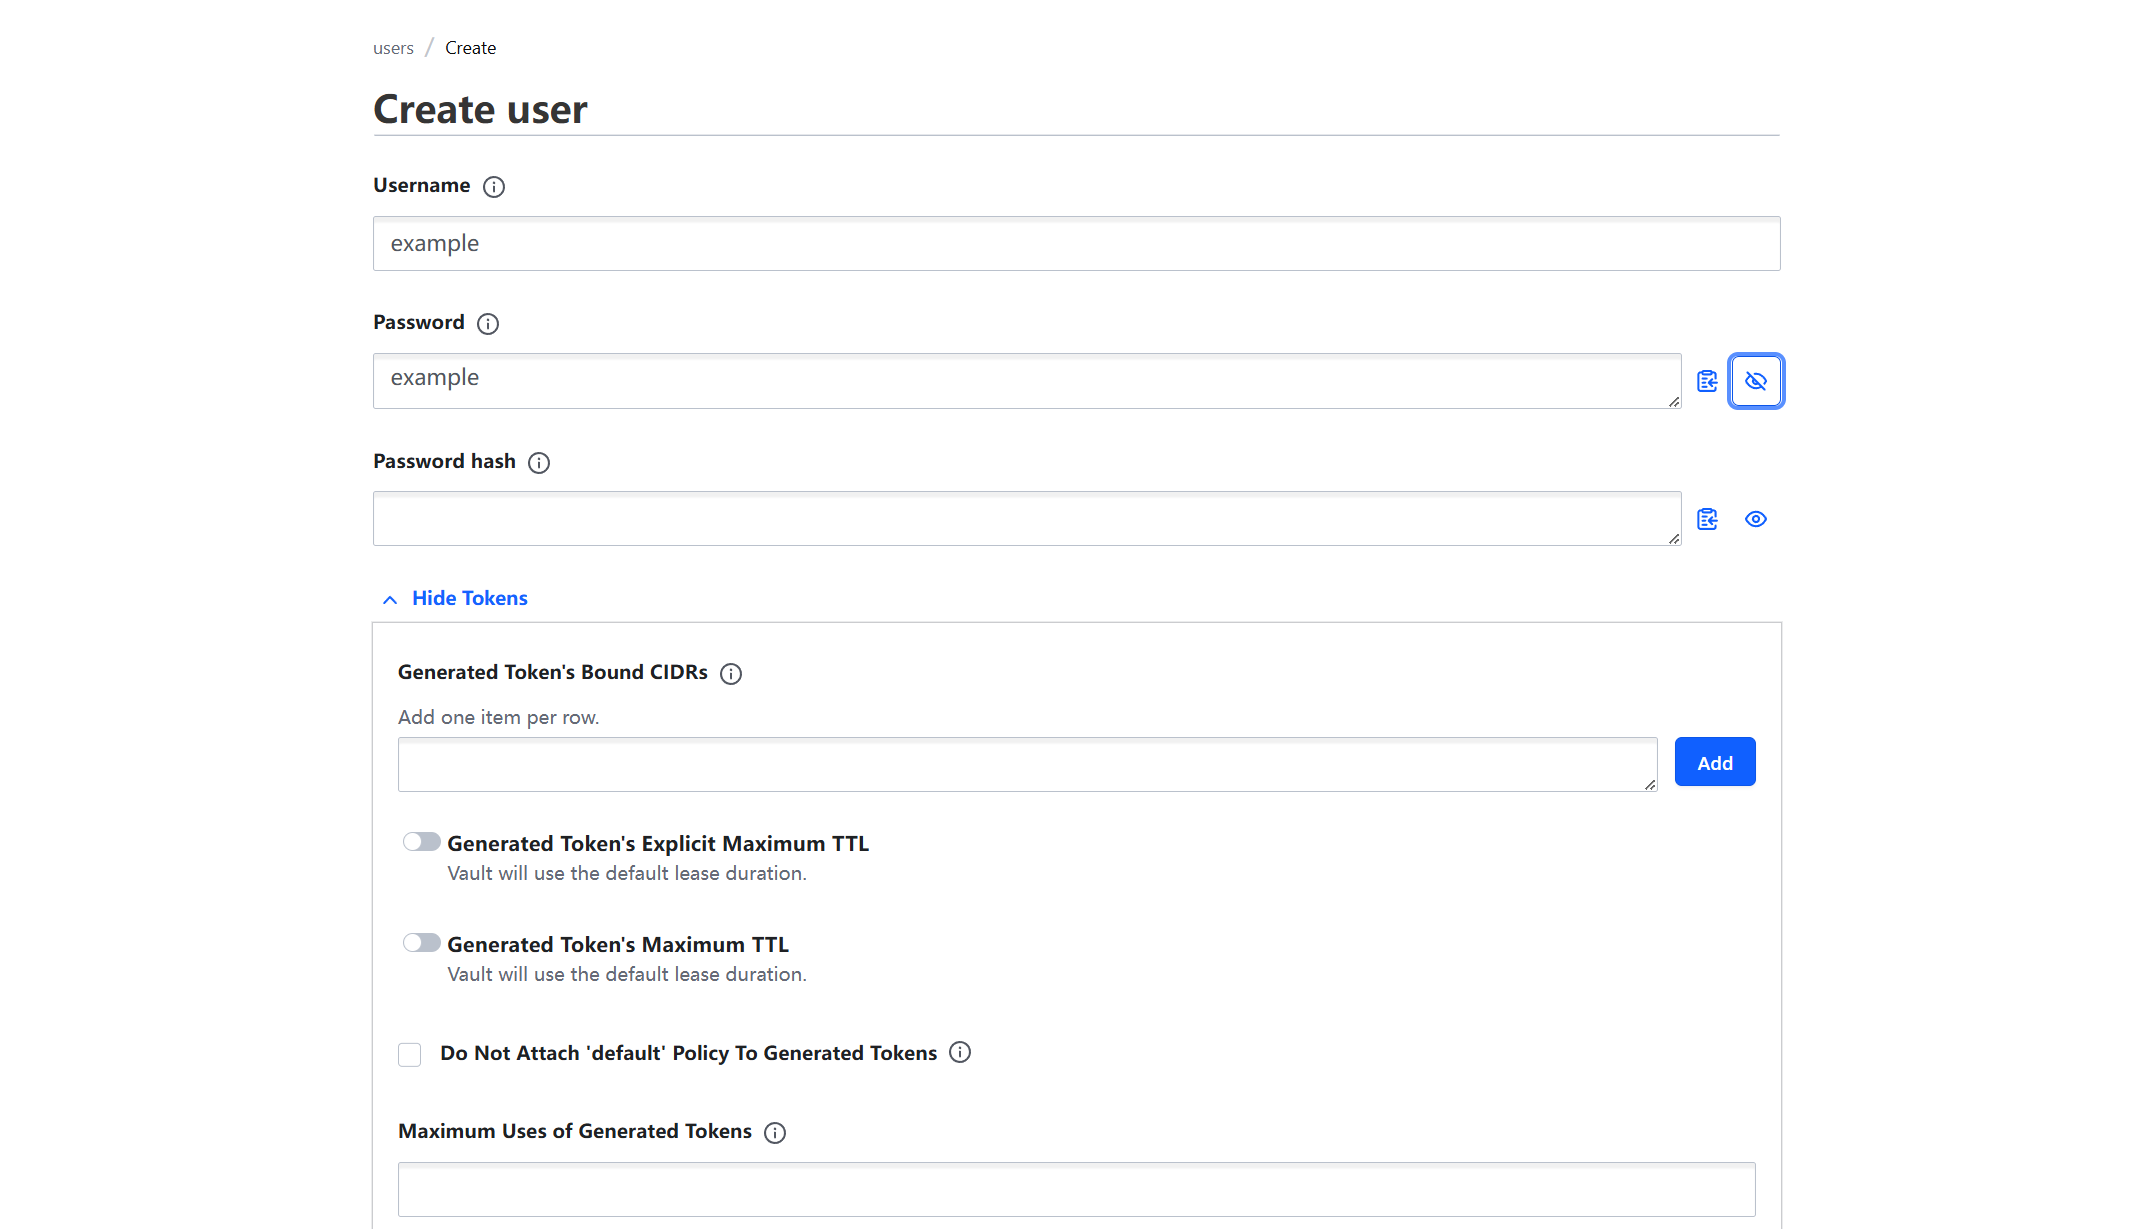 users / Create
Create user
Username
example
Password
example
Password hash
Hide Tokens
Generated Token's Bound CIDRs
Add one item per row.
Add
Generated Token's Explicit Maximum TTL
Vault will use the default lease duration.
Generated Token's Maximum TTL
Vault will use the default lease duration.
Do Not Attach 'default' Policy To Generated Tokens
Maximum Uses of Generated Tokens